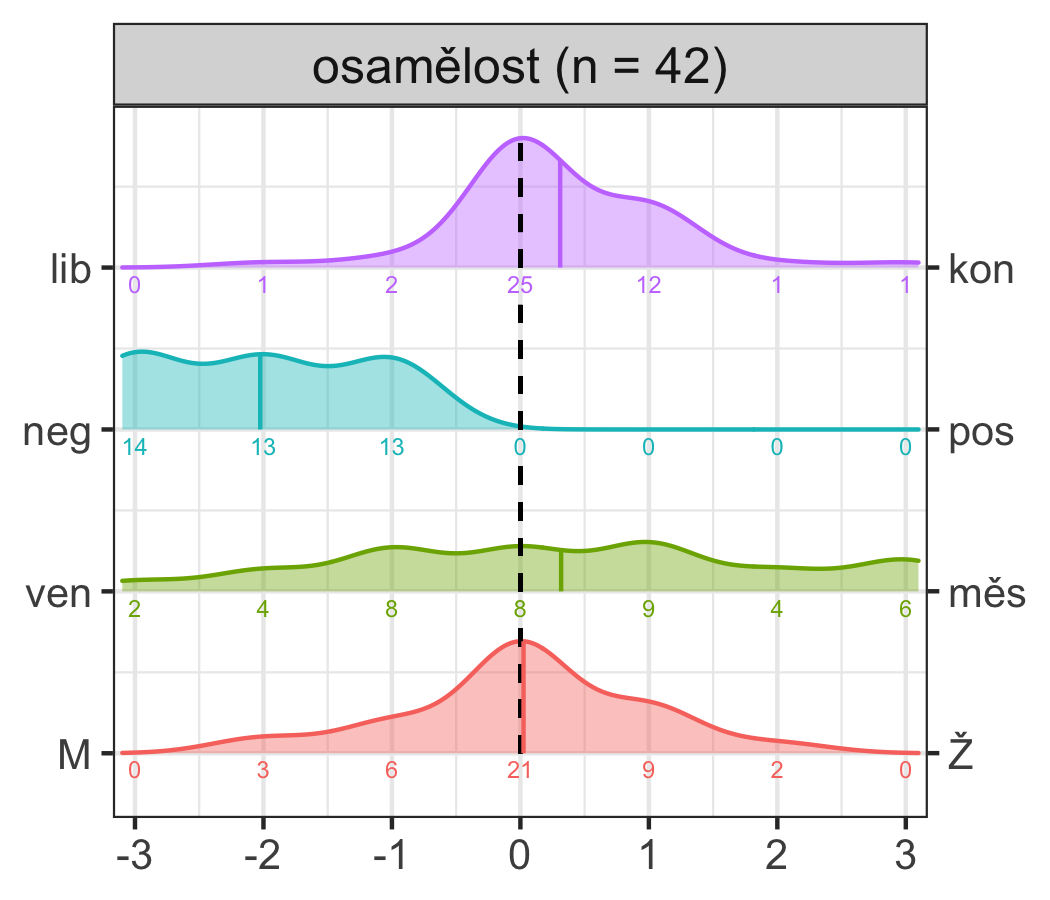 osamělost (n = 42)
lib kon
0 1 2 25 12 1 1
neg pos
14 13 13 0 0 0 0
ven měs
2 4 8 8 9 4 6
M Ž
0 3 6 21 9 2 0
-3 -2 -1 0 1 2 3